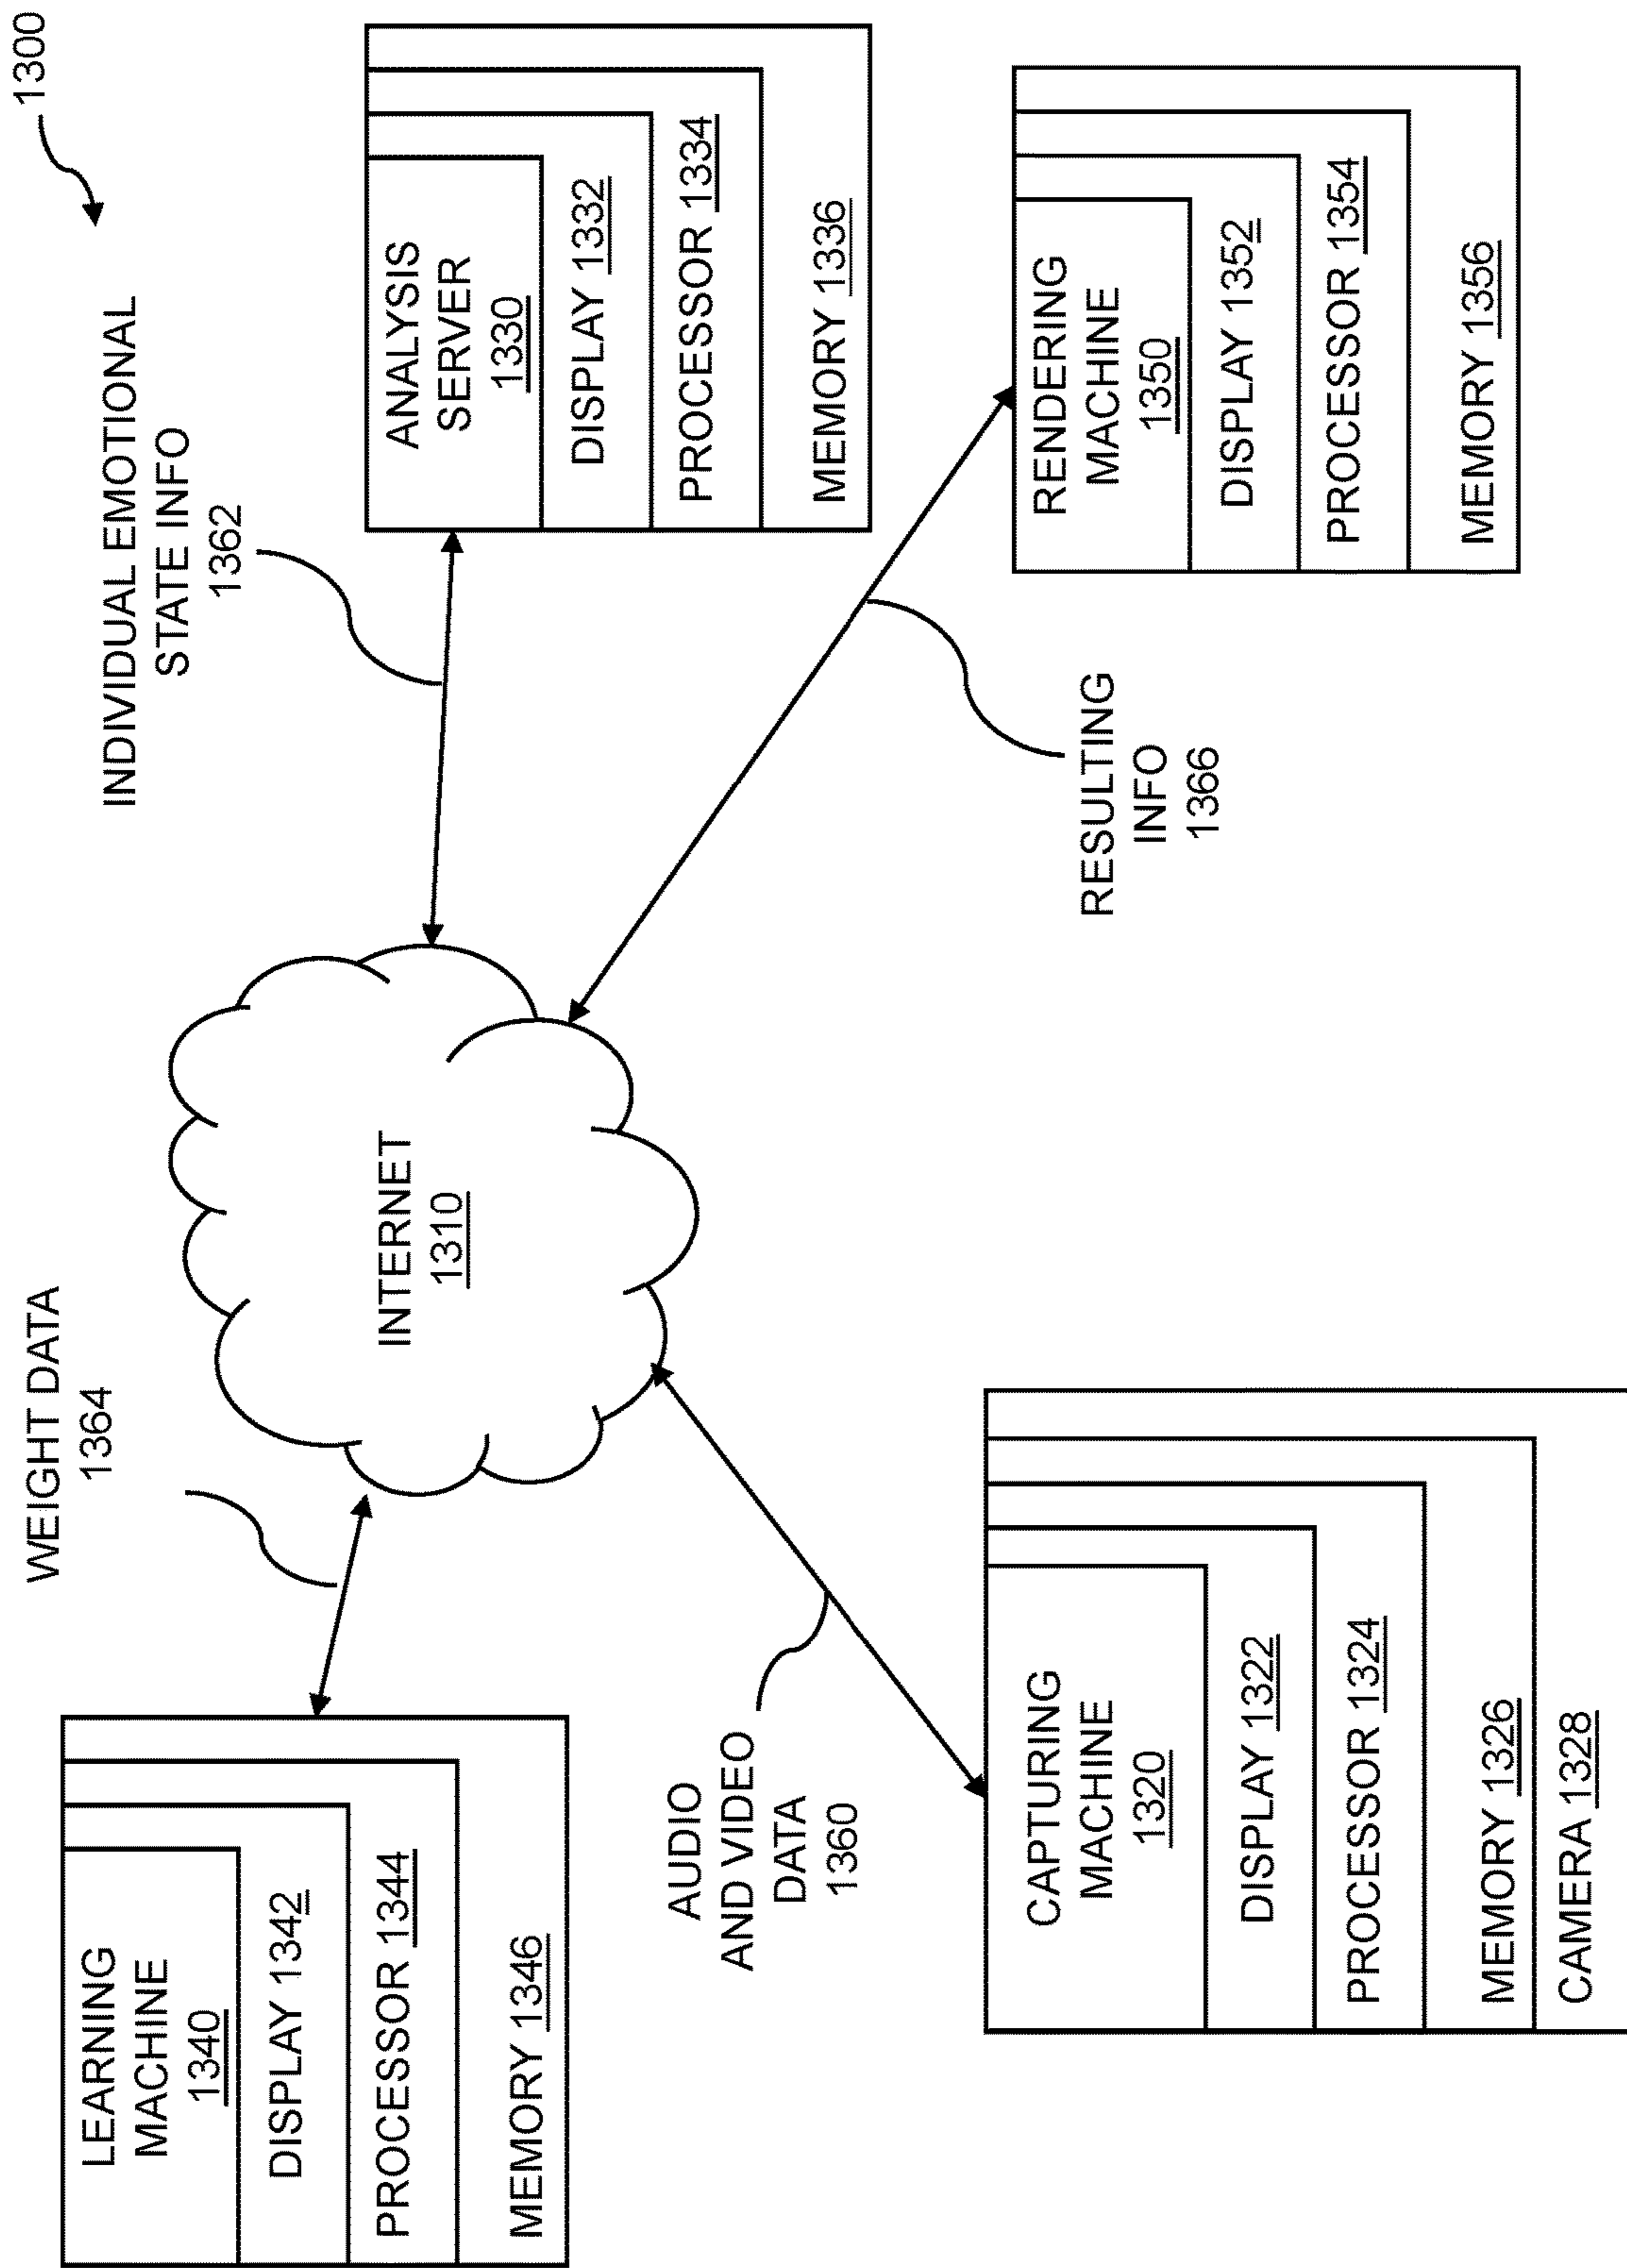 1300
WEIGHT DATA
1364
INDIVIDUAL EMOTIONAL
STATE INFO
1362
LEARNING
MACHINE
1340
DISPLAY 1342
PROCESSOR 1344
MEMORY 1346
INTERNET
1310
ANALYSIS
SERVER
1330
DISPLAY 1332
PROCESSOR 1334
MEMORY 1336
AUDIO
AND VIDEO
DATA
1360
RESULTING
INFO
1366
CAPTURING
MACHINE
1320
DISPLAY 1322
PROCESSOR 1324
MEMORY 1326
CAMERA 1328
RENDERING
MACHINE
1350
DISPLAY 1352
PROCESSOR 1354
MEMORY 1356